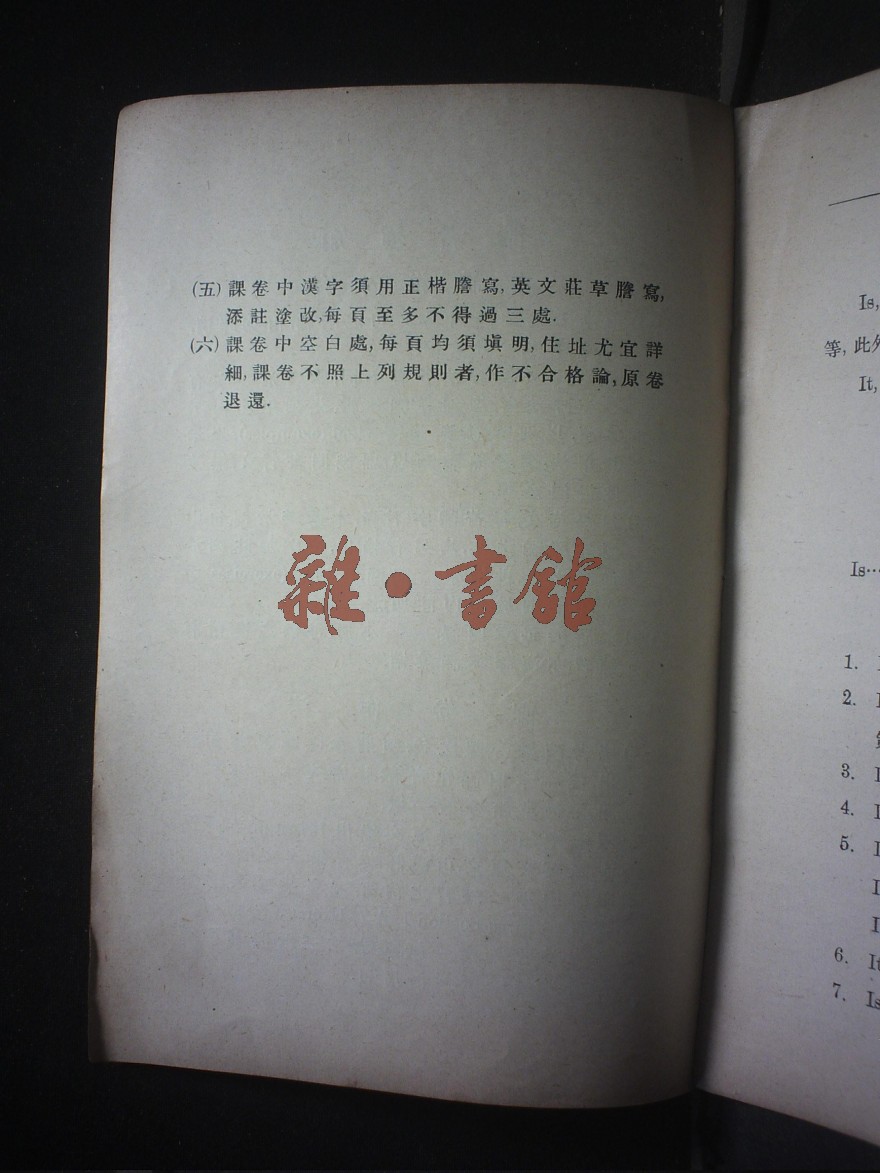 (五) 課卷中漢字須用正楷謄寫, 英文莊草謄寫,
添註塗改, 每頁至多不得過三處.
(六) 課卷中空白處, 每頁均須塡明, 住址尤宜詳
細, 課卷不照上列規則者, 作不合格論, 原卷
退還.
雜·書館
Is,
等, 此外
It,
Is…
1.
2.
3.
4.
5.
6. It
7. Is